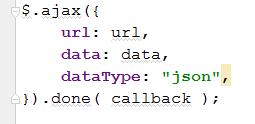 $.ajax({
url: url,
data: data,
dataType: "json",
}).done( callback );